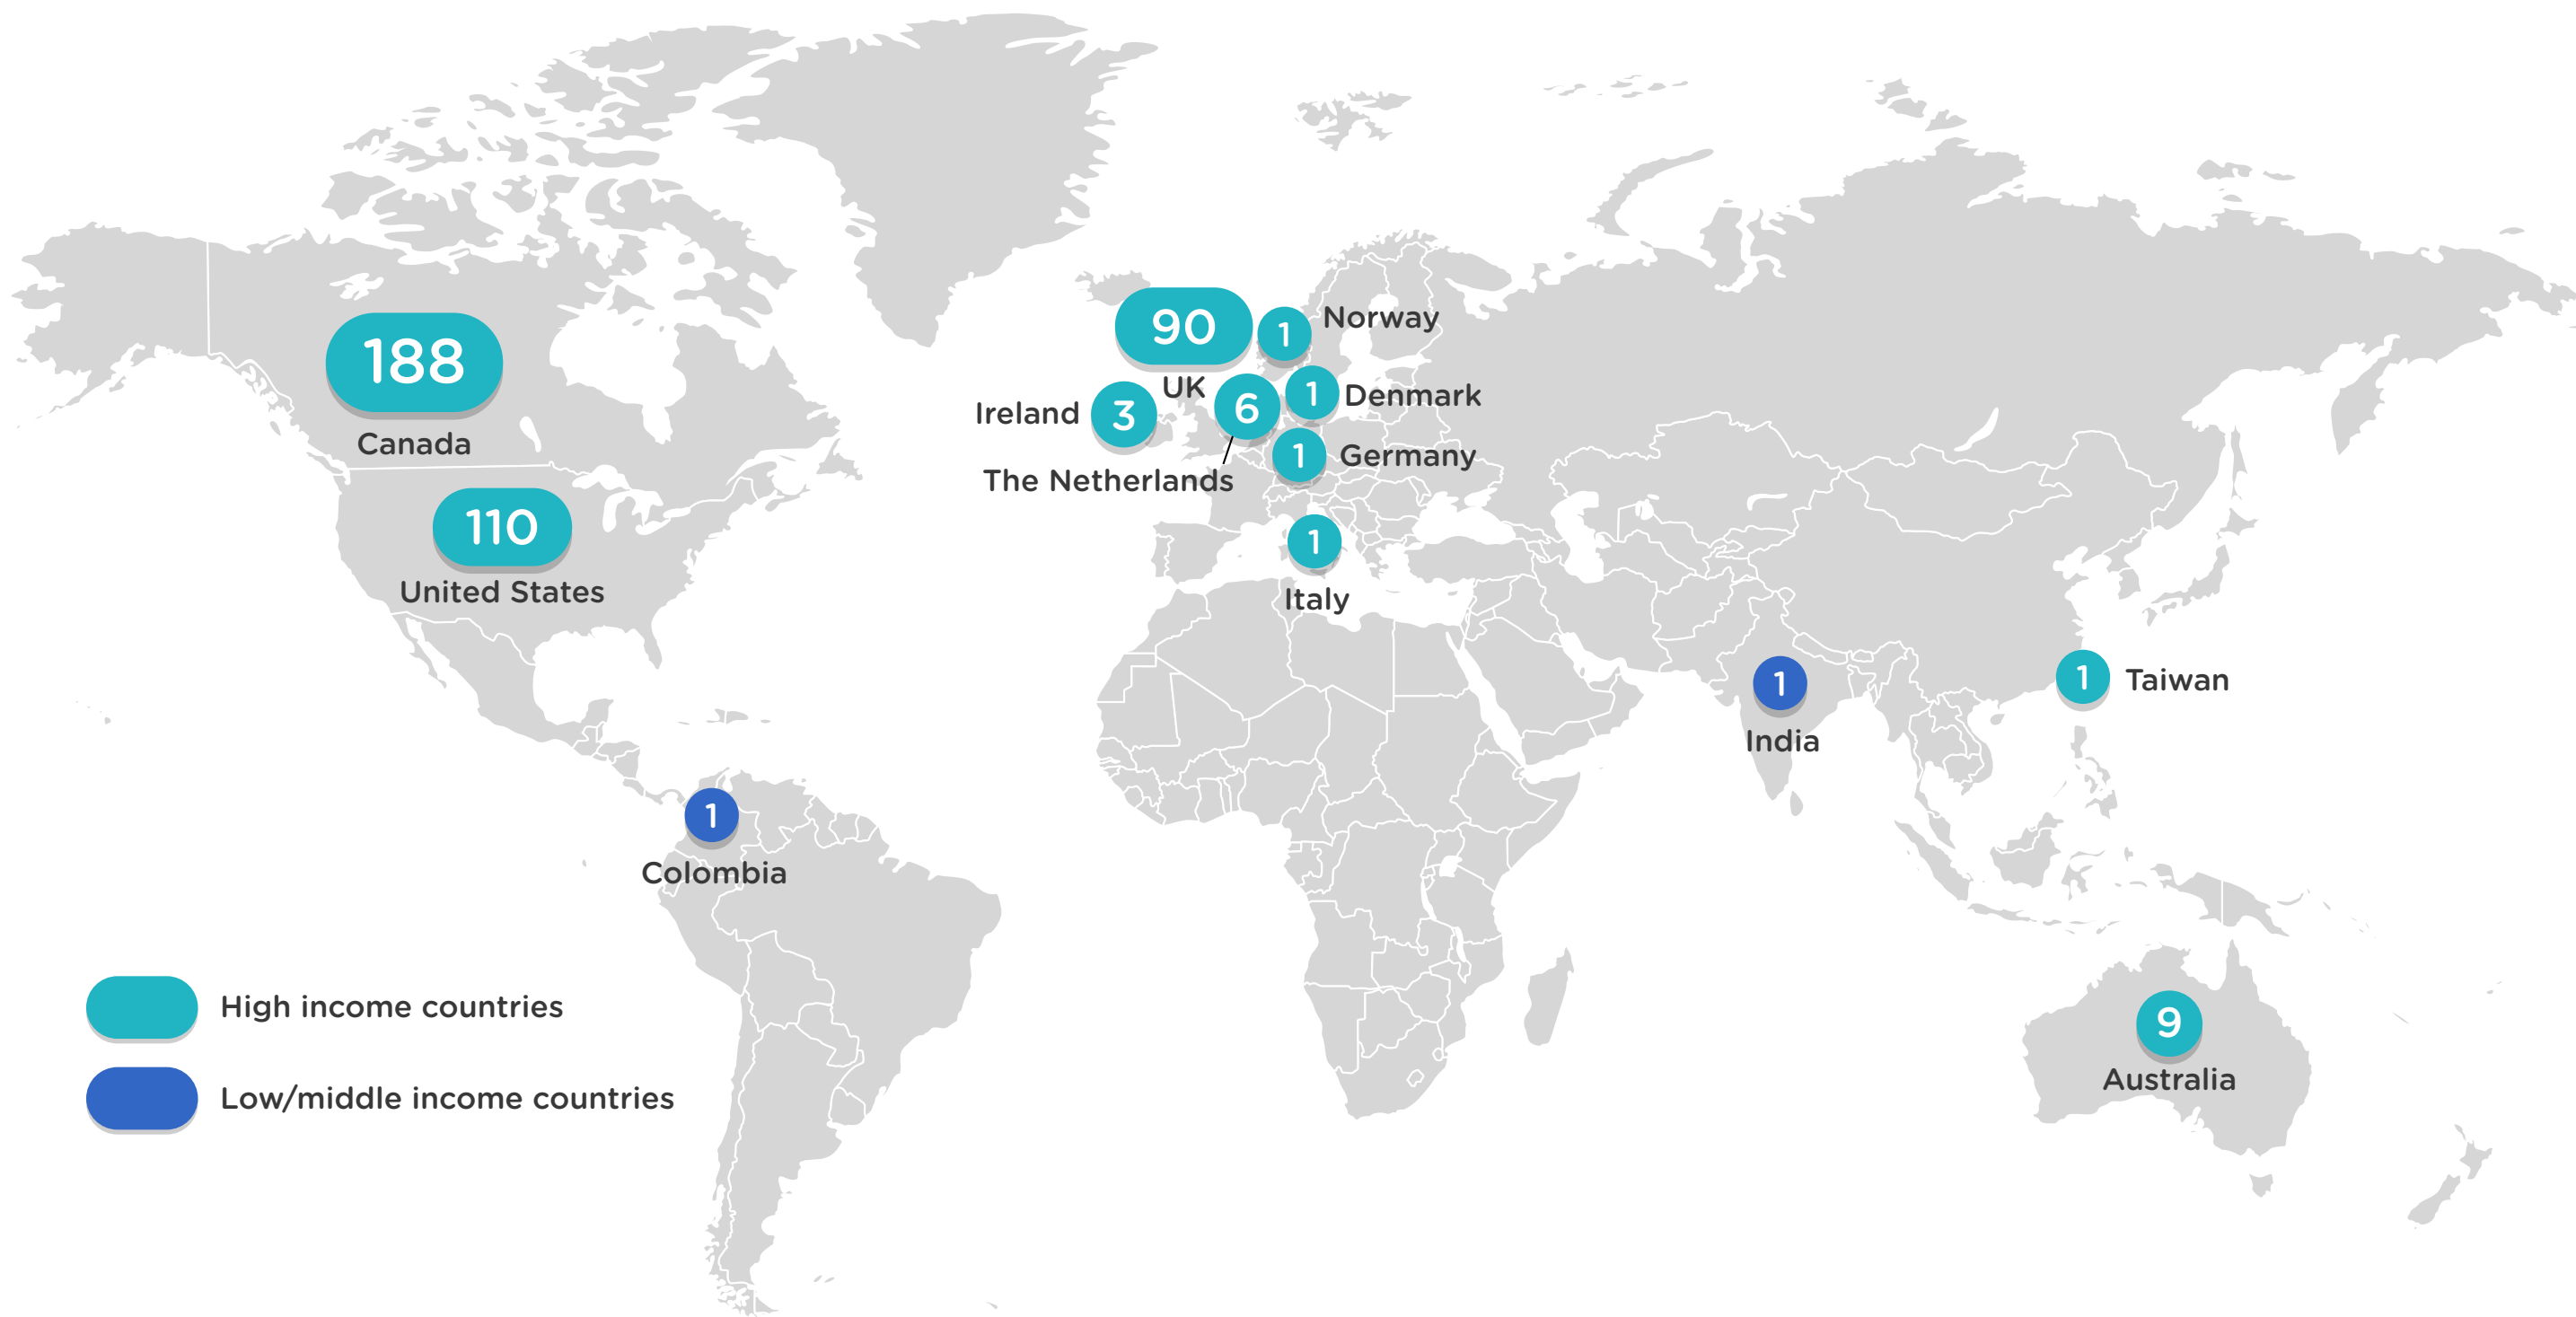 188
Canada
110
United States
90
UK
1
Norway
Ireland
3
6
The Netherlands
1
Denmark
1
Germany
1
Italy
1
India
1
Taiwan
1
Colombia
9
Australia
High income countries
Low/middle income countries